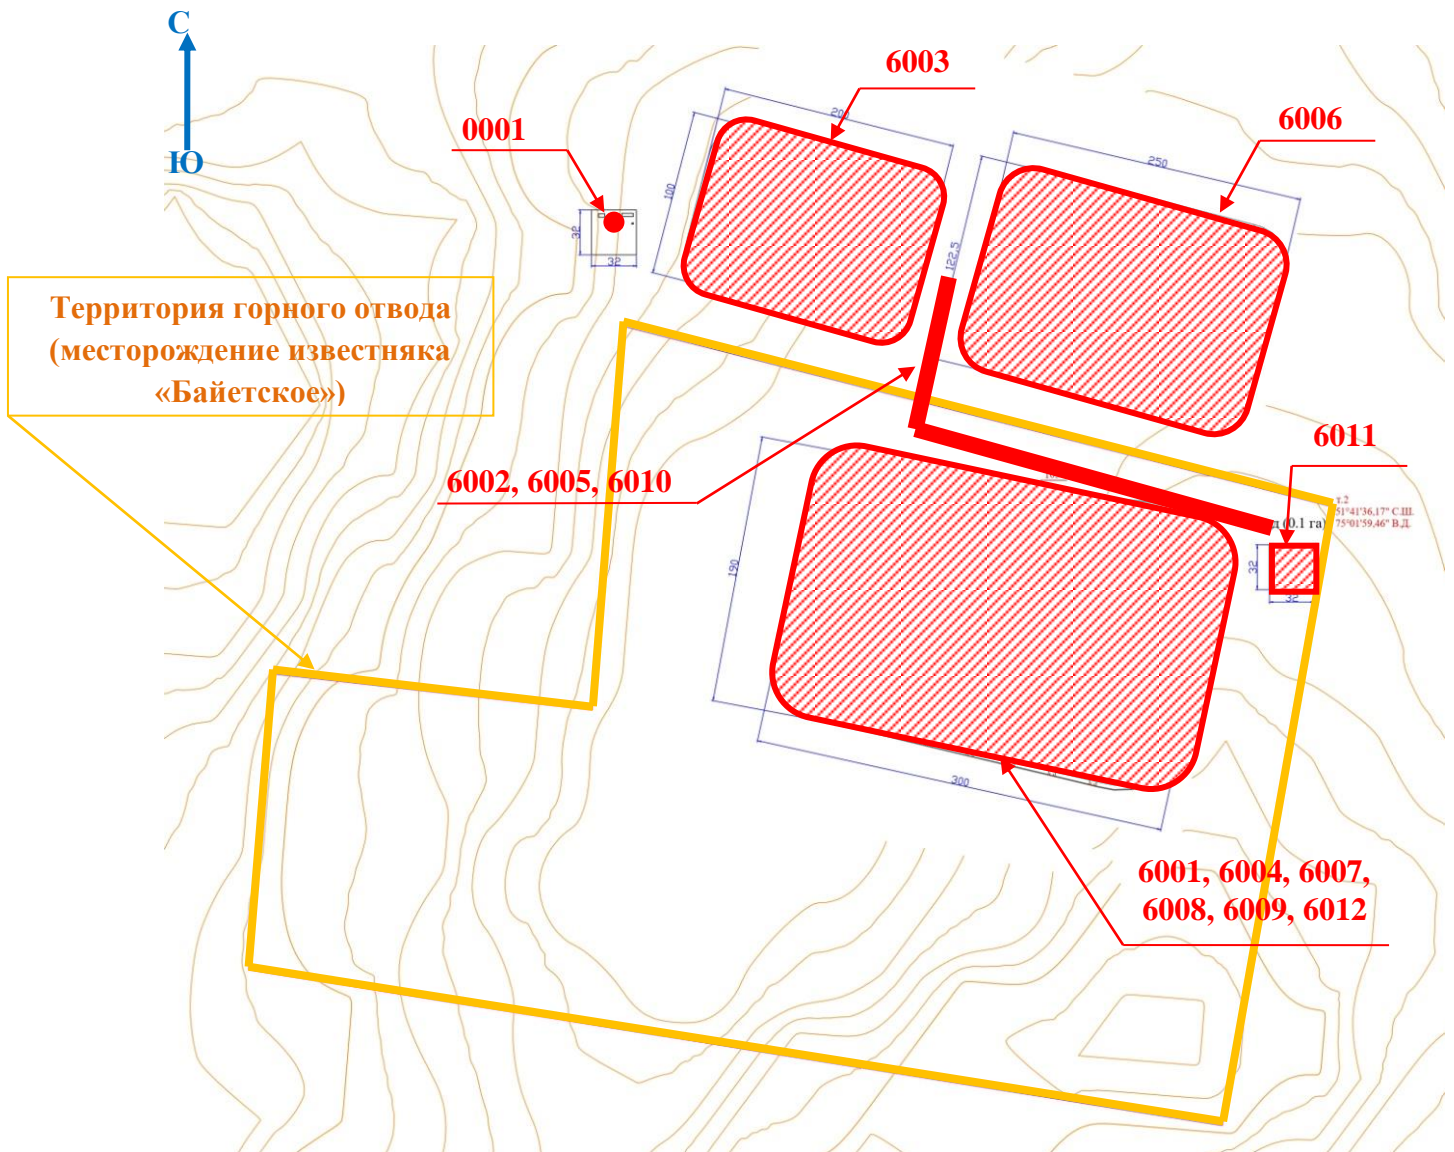 С
Ю
6003
0001
6006
200
250
100
32
32
122,5
Территория горного отвода
(месторождение известняка
«Байетское»)
6011
6002, 6005, 6010
т.2
51°41'36,17" С.Ш.
(0.1 га)
75°01'59,46" В.Д.
190
32
32
300
6001, 6004, 6007,
6008, 6009, 6012